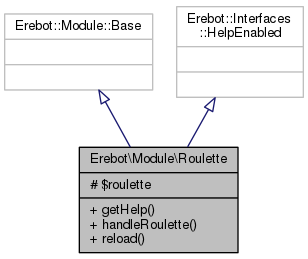 Erebot::Module::Base
Erebot::Interfaces
::HelpEnabled
Erebot\Module\Roulette
# $roulette
+ getHelp()
+ handleRoulette()
+ reload()